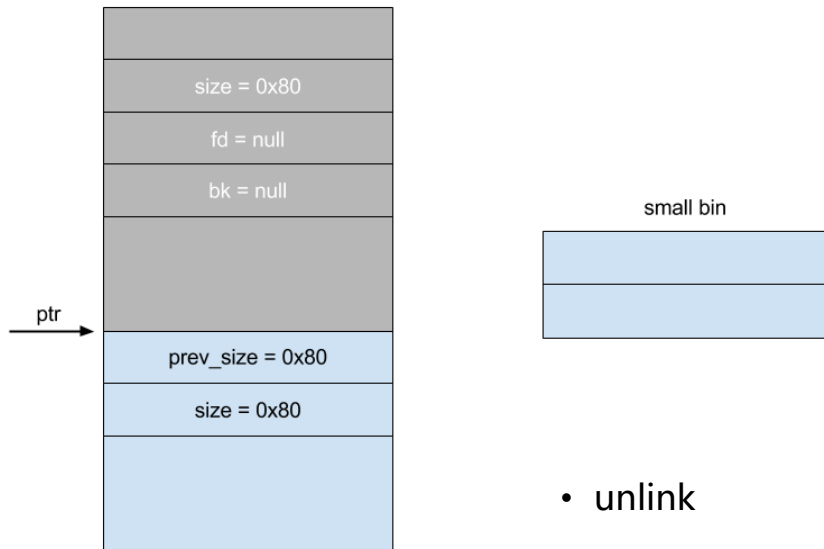 size = 0x80
fd = null
bk = null
small bin
ptr
prev_size = 0x80
size = 0x80
• unlink